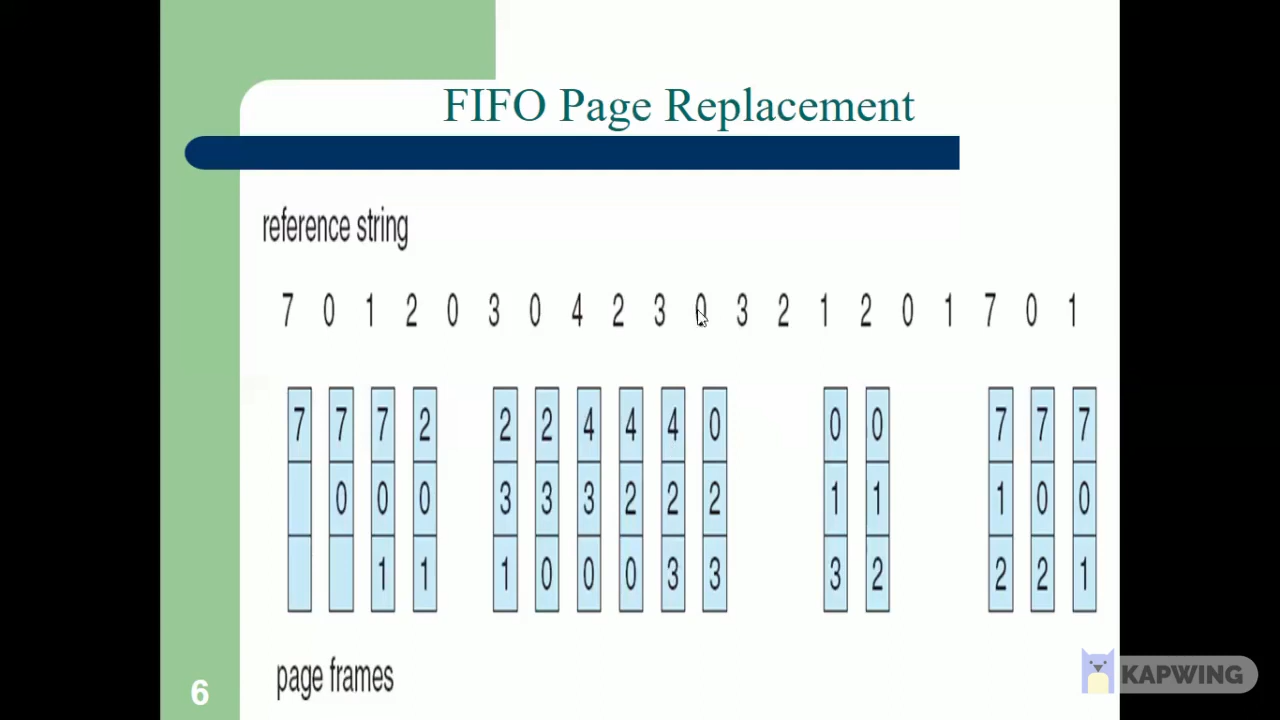 FIFO Page Replacement
reference string
7 0 1 2 0 3 0 4 2 3 0 3 2 1 2 0 1 7 0 1
7 7 7 2 2 2 4 4 4 0 0 0 7 7 7
0 0 0 3 3 3 2 2 2 1 1 1 0 0
1 1 1 0 0 0 3 3 3 2 2 2 1
page frames
6
KAPWING